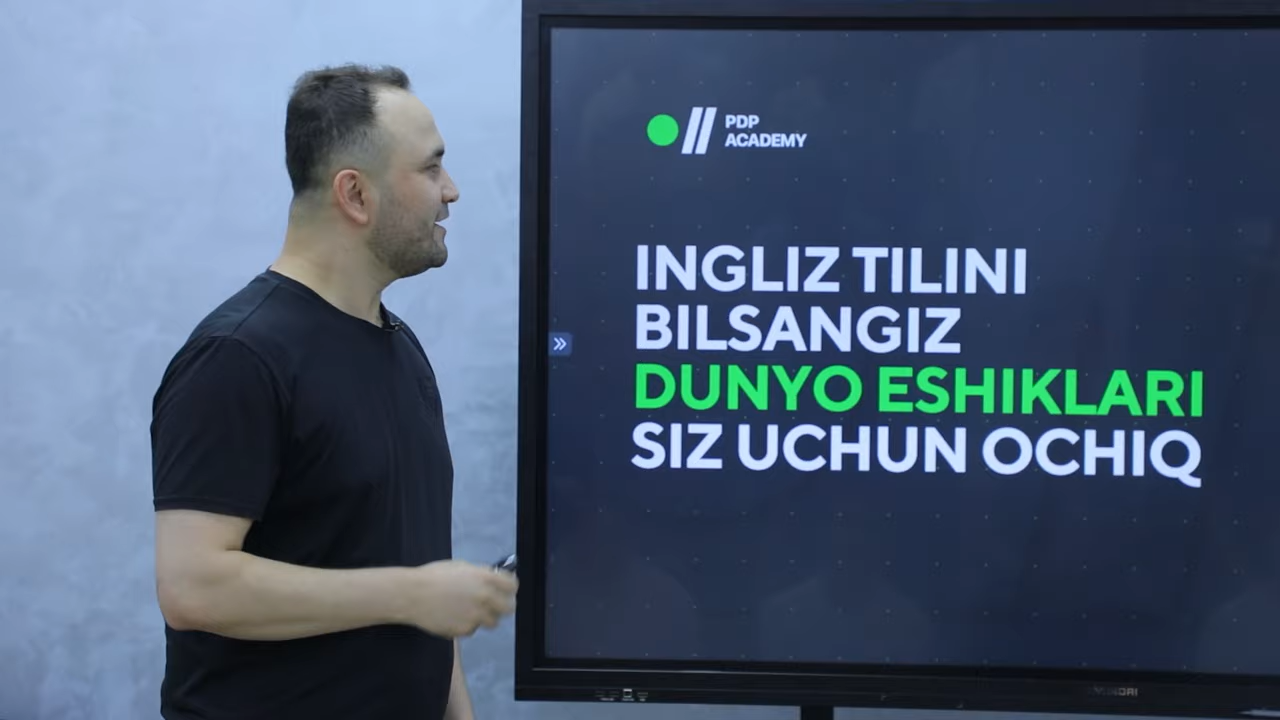 PDP
ACADEMY
INGLIZ TILINI
BILSANGIZ
DUNYO ESHIKLARI
SIZ UCHUN OCHIQ